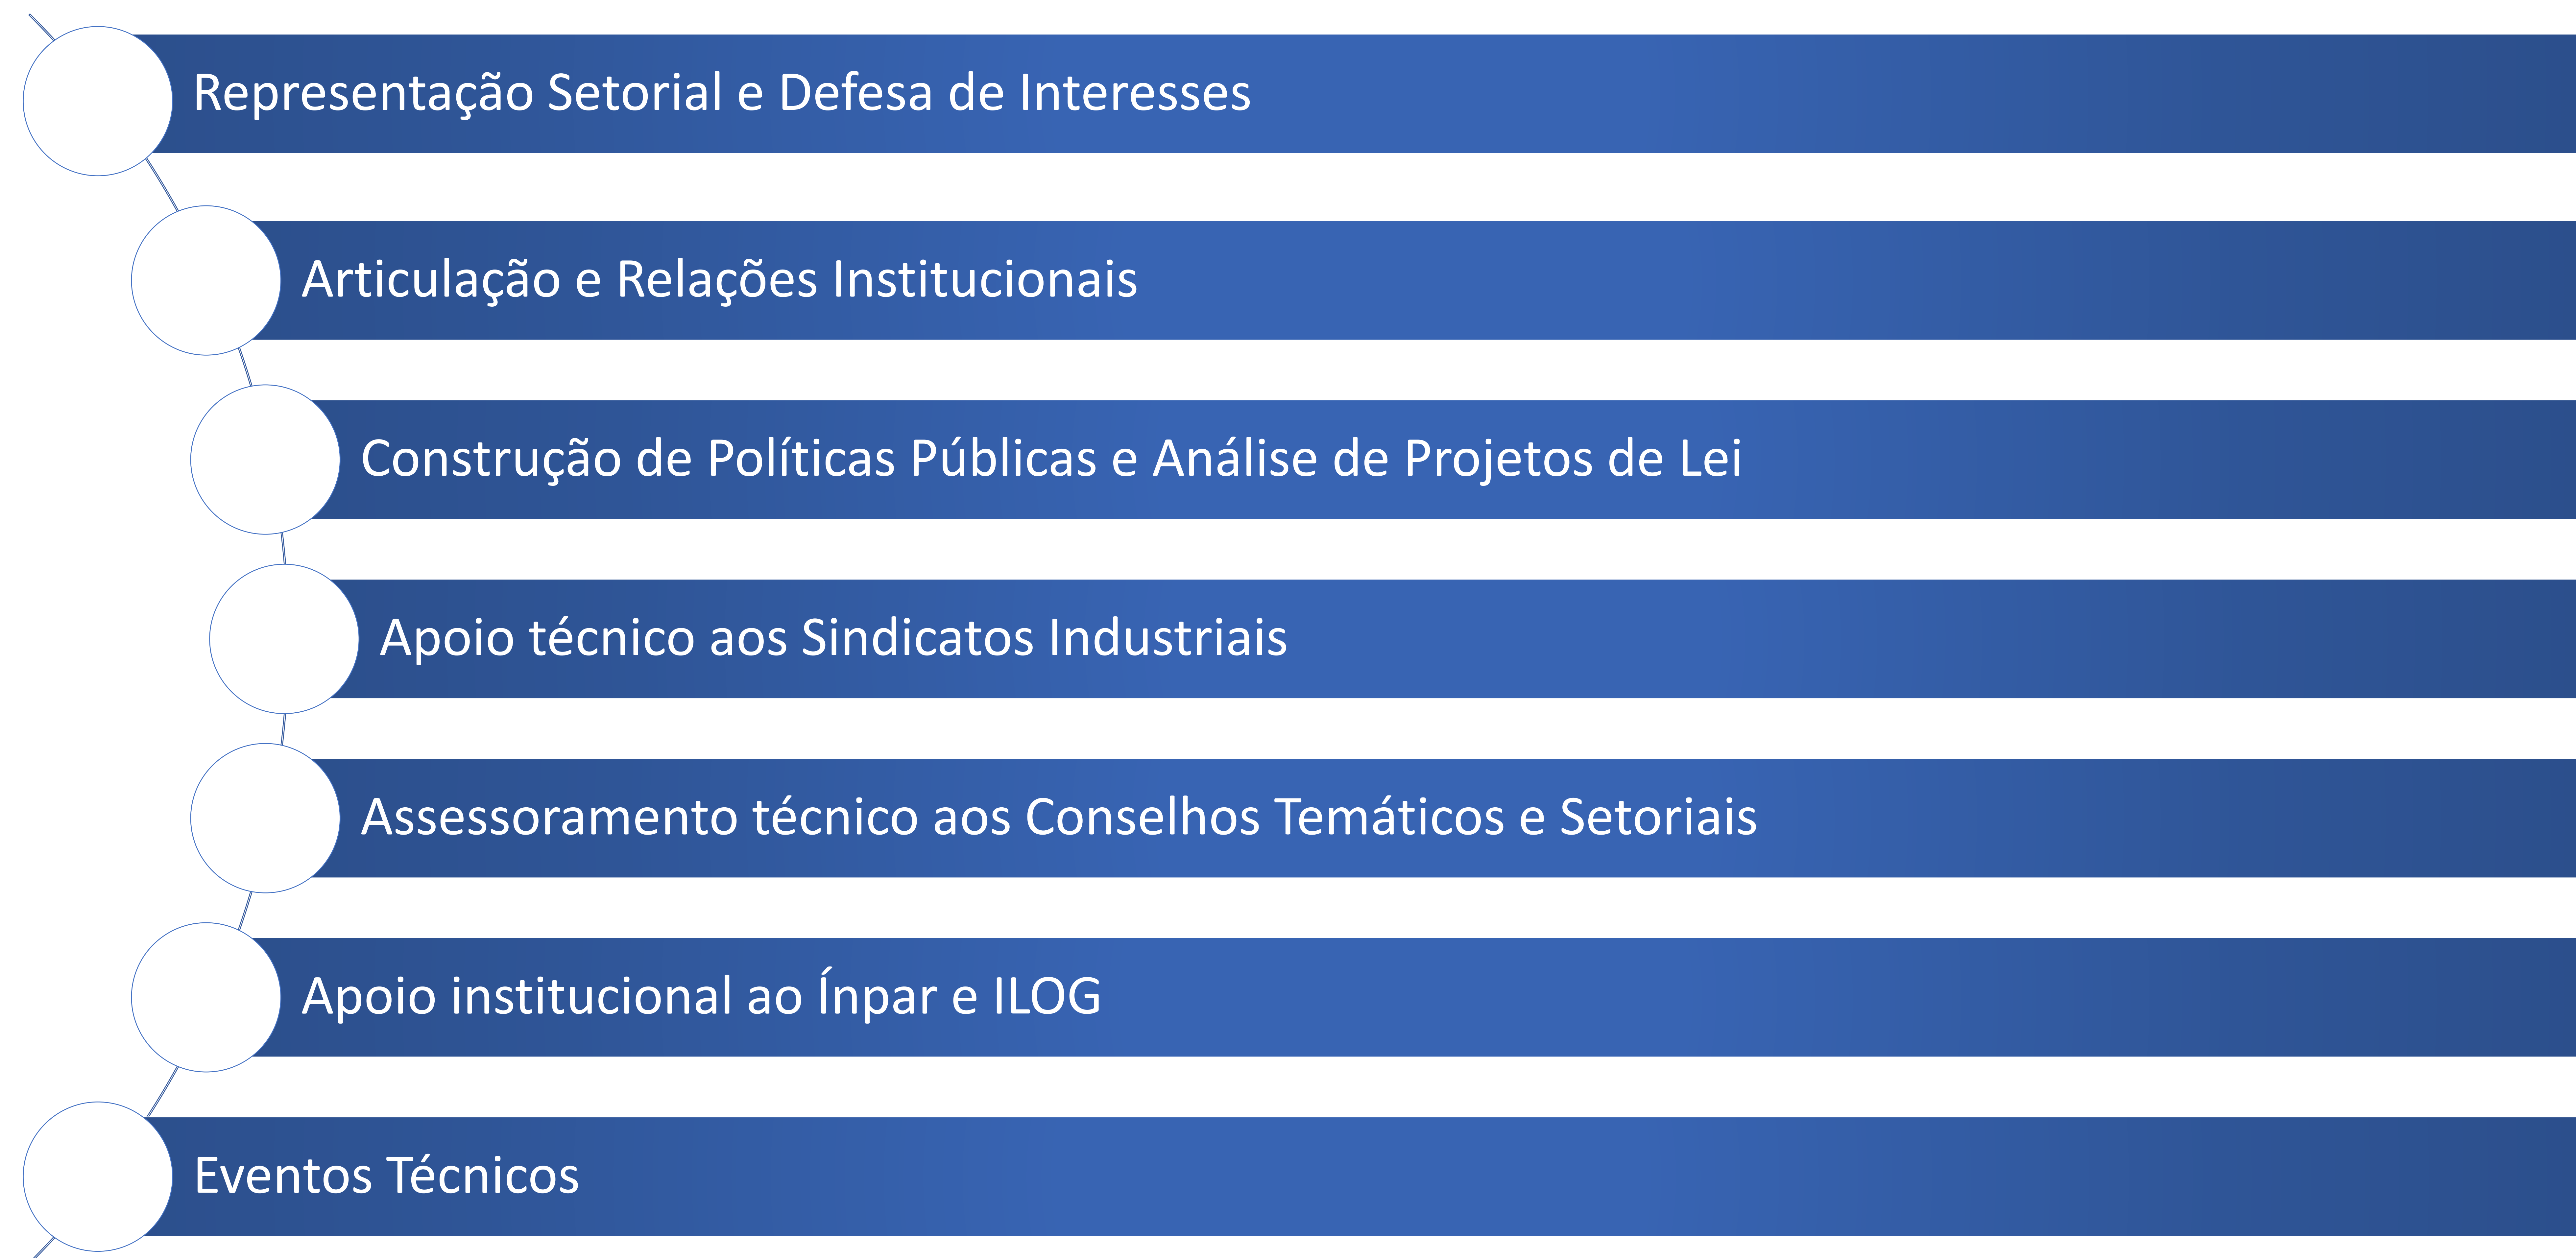 Representação Setorial e Defesa de Interesses
Articulação e Relações Institucionais
Construção de Políticas Públicas e Análise de Projetos de Lei
Apoio técnico aos Sindicatos Industriais
Assessoramento técnico aos Conselhos Temáticos e Setoriais
Apoio institucional ao Ínpar e ILOG
Eventos Técnicos